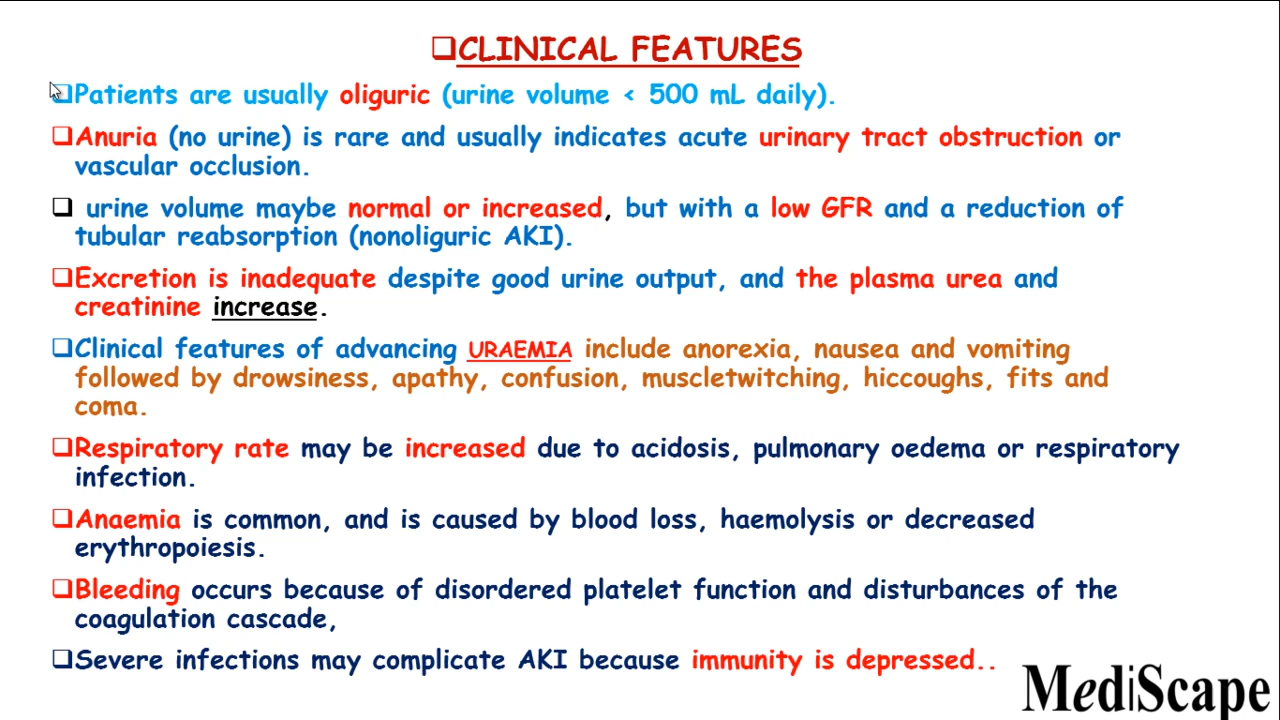 ❑CLINICAL FEATURES
❑Patients are usually oliguric (urine volume < 500 mL daily).
❑Anuria (no urine) is rare and usually indicates acute urinary tract obstruction or
vascular occlusion.
❑ urine volume maybe normal or increased, but with a low GFR and a reduction of
tubular reabsorption (nonoliguric AKI).
❑Excretion is inadequate despite good urine output, and the plasma urea and
creatinine increase.
❑Clinical features of advancing URAEMIA include anorexia, nausea and vomiting
followed by drowsiness, apathy, confusion, muscletwitching, hiccoughs, fits and
coma.
❑Respiratory rate may be increased due to acidosis, pulmonary oedema or respiratory
infection.
❑Anaemia is common, and is caused by blood loss, haemolysis or decreased
erythropoiesis.
❑Bleeding occurs because of disordered platelet function and disturbances of the
coagulation cascade,
❑Severe infections may complicate AKI because immunity is depressed..
MediScape